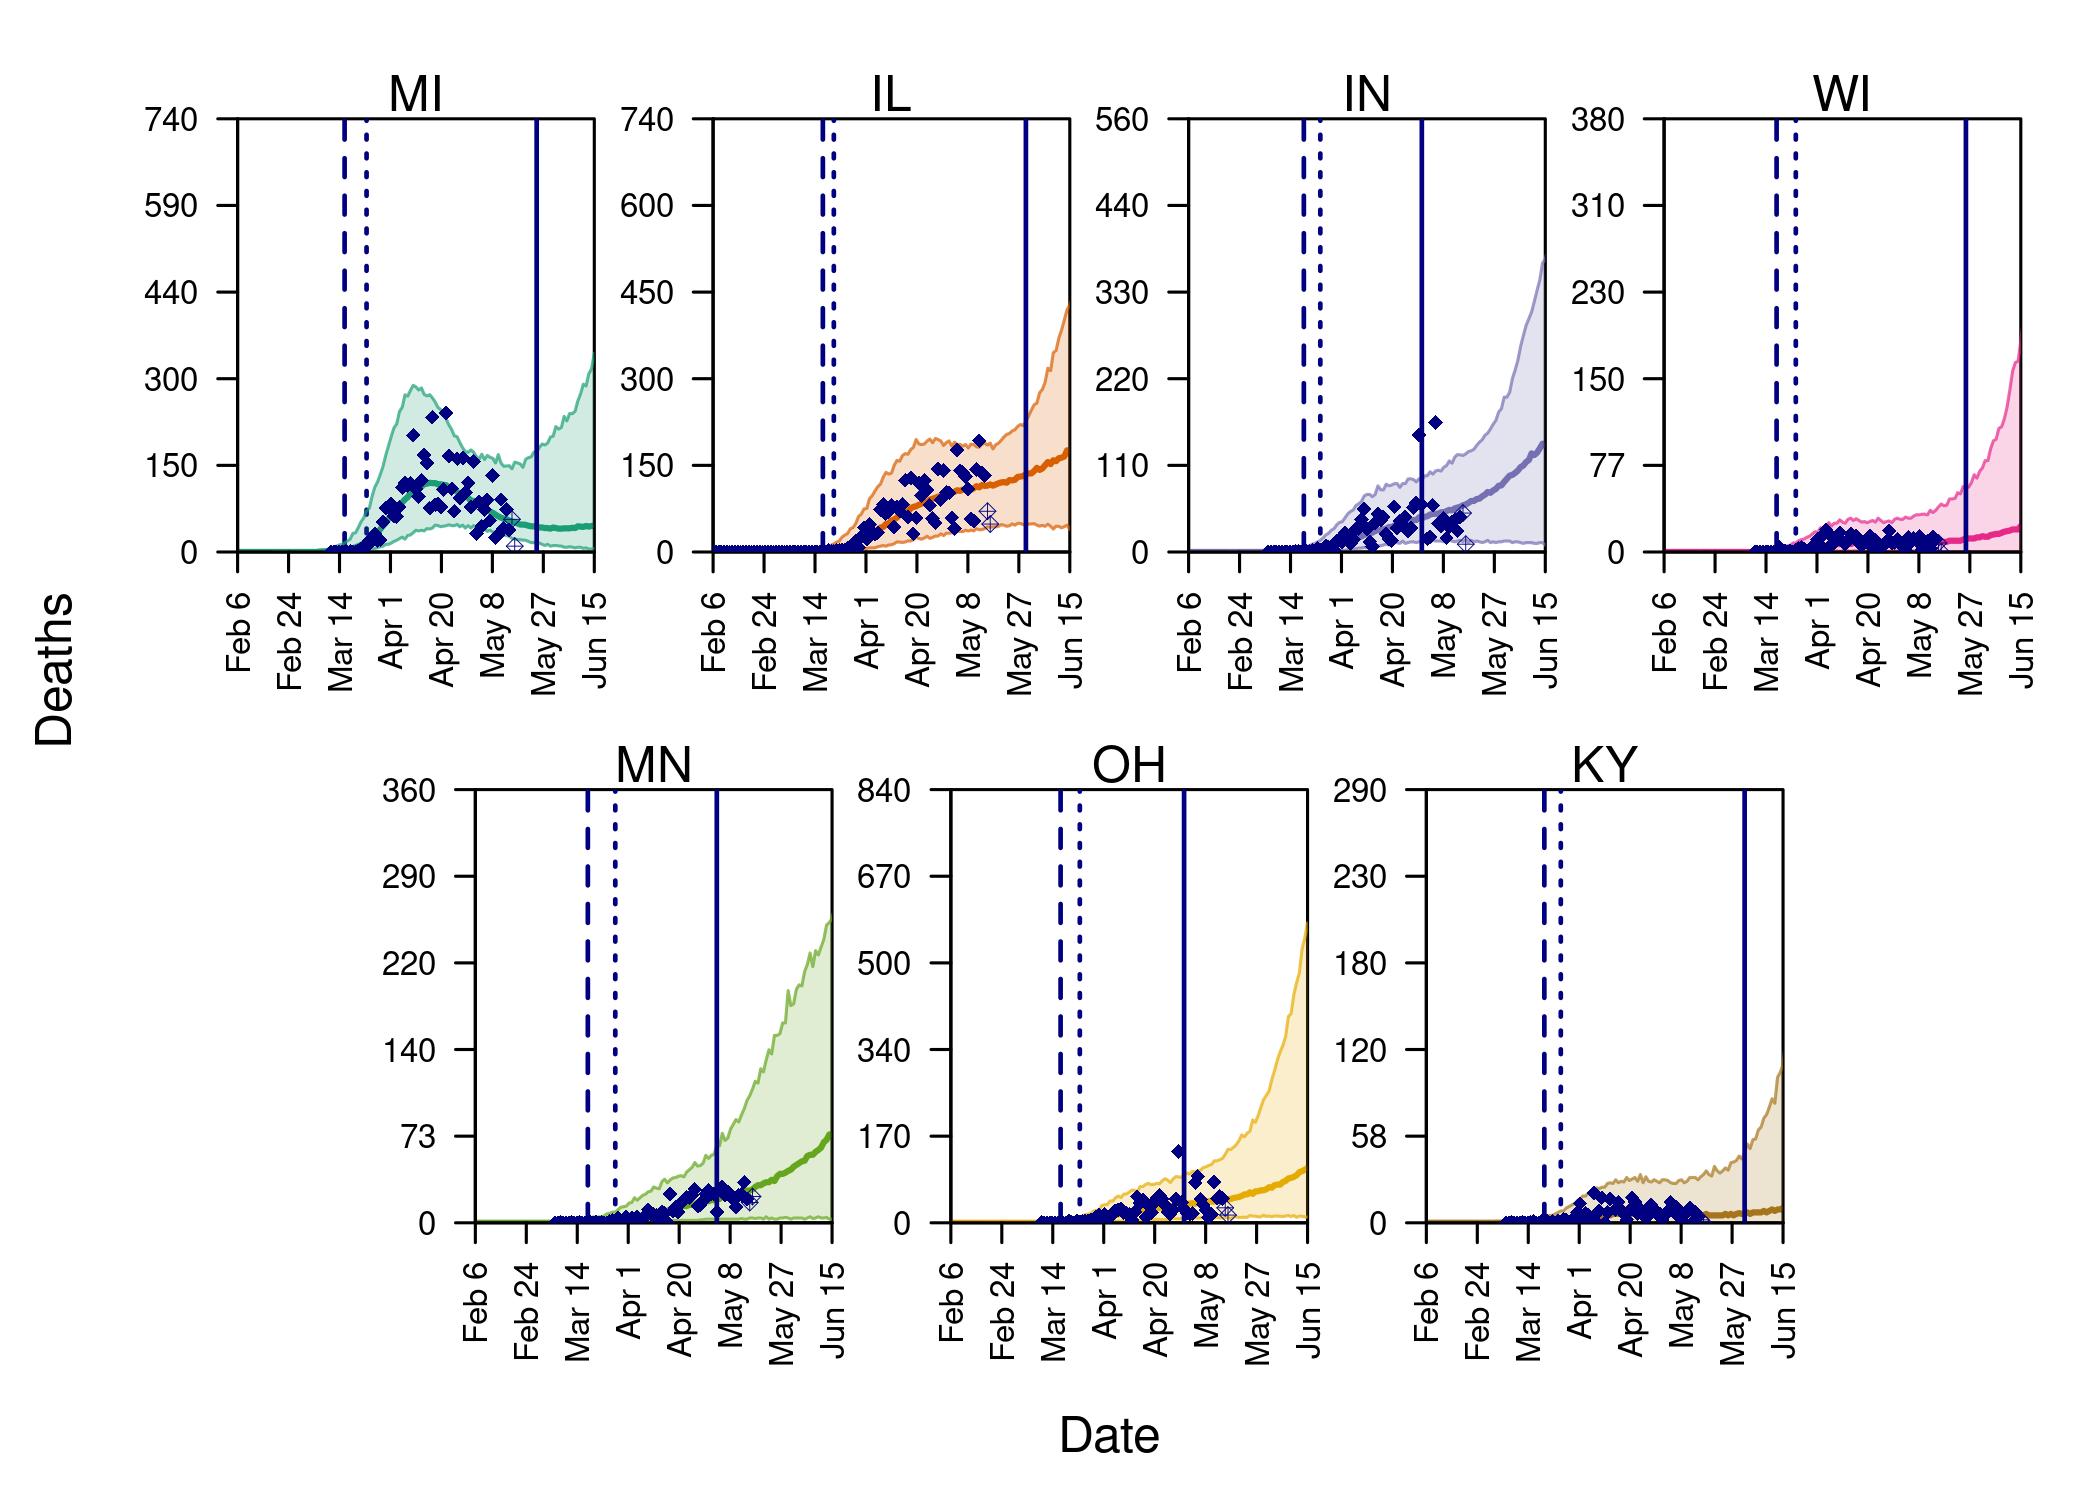 MI
740
590
440
300
150
0
Feb 6
Feb 24
Mar 14
Apr 1
Apr 20
May 8
May 27
Jun 15
IL
740
600
450
300
150
0
Feb 6
Feb 24
Mar 14
Apr 1
Apr 20
May 8
May 27
Jun 15
IN
560
440
330
220
110
0
Feb 6
Feb 24
Mar 14
Apr 1
Apr 20
May 8
May 27
Jun 15
WI
380
310
230
150
77
0
Feb 6
Feb 24
Mar 14
Apr 1
Apr 20
May 8
May 27
Jun 15
Deaths
MN
360
290
220
140
73
0
Feb 6
Feb 24
Mar 14
Apr 1
Apr 20
May 8
May 27
Jun 15
OH
840
670
500
340
170
0
Feb 6
Feb 24
Mar 14
Apr 1
Apr 20
May 8
May 27
Jun 15
KY
290
230
180
120
58
0
Feb 6
Feb 24
Mar 14
Apr 1
Apr 20
May 8
May 27
Jun 15
Date